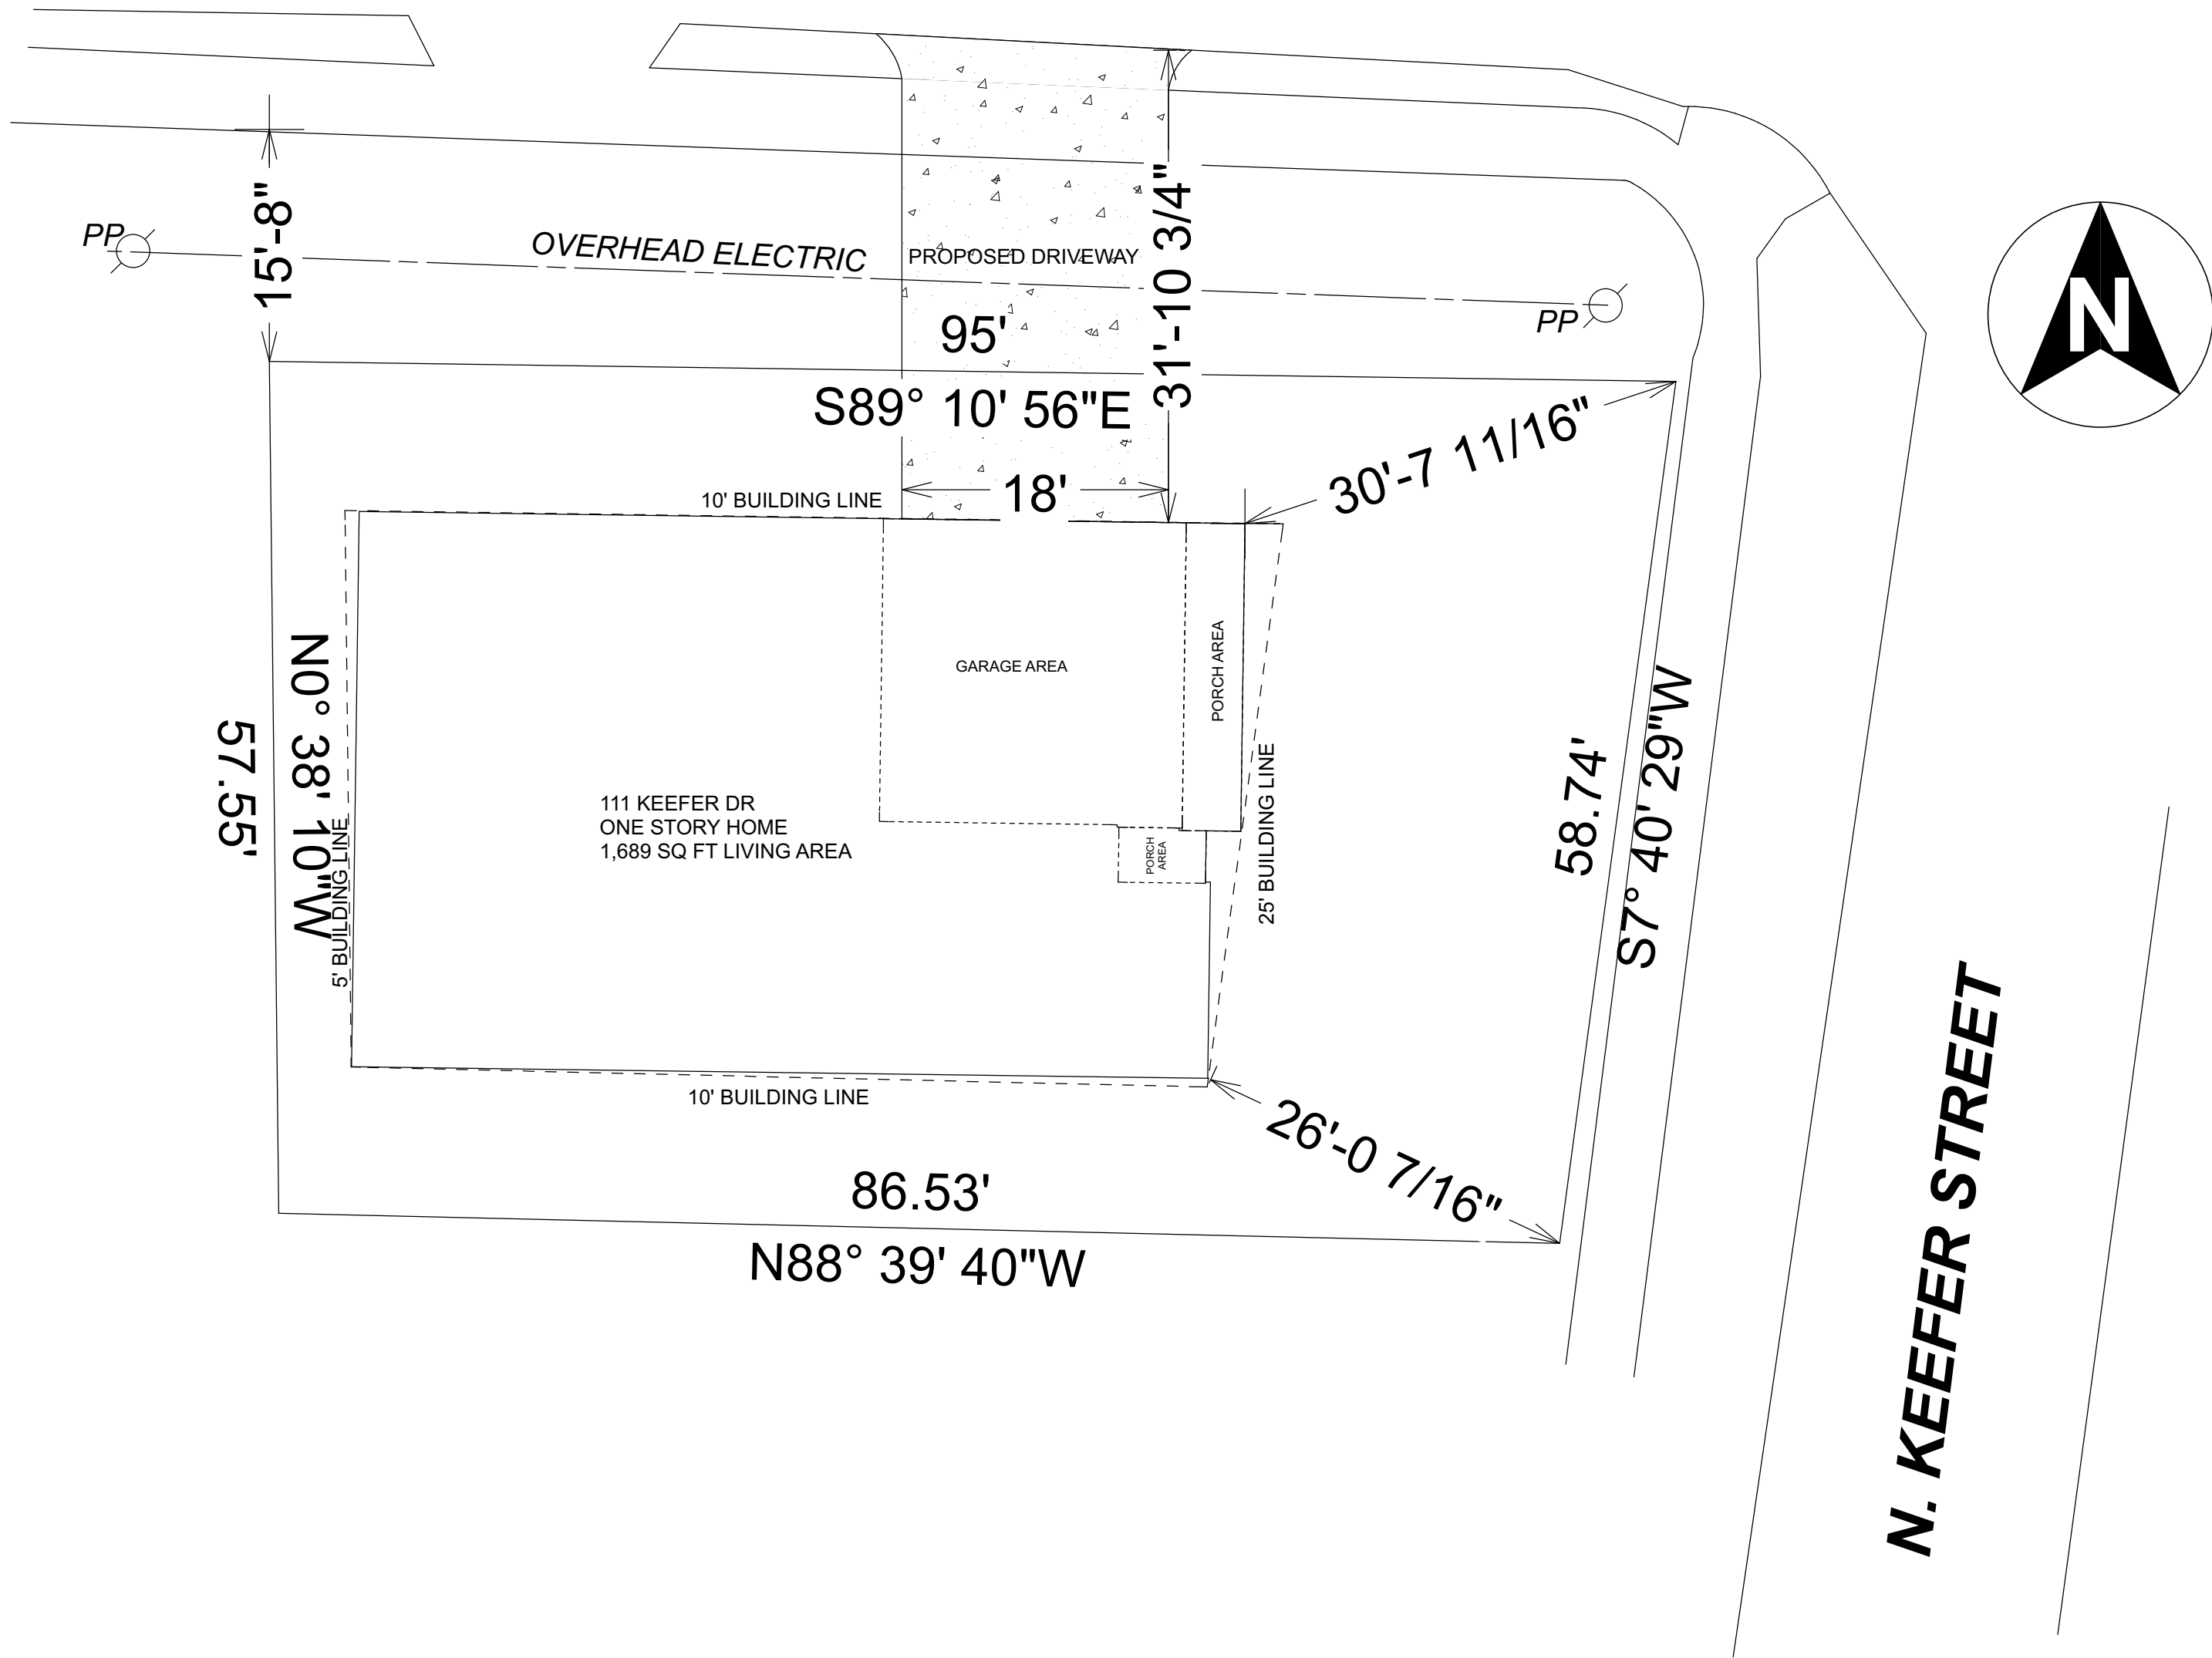 PP
15'-8"
OVERHEAD ELECTRIC
PROPOSED DRIVEWAY
31'-10 3/4"
PP
N
95'
S89° 10' 56"E
30'-7 11/16"
10' BUILDING LINE
18'
GARAGE AREA
PORCH AREA
N0° 38' 10"W
57.55'
5' BUILDING LINE
111 KEEFER DR
ONE STORY HOME
1,689 SQ FT LIVING AREA
PORCH
AREA
25' BUILDING LINE
58.74'
S7° 40' 29"W
10' BUILDING LINE
26'-0 7/16"
86.53'
N88° 39' 40"W
N. KEEFER STREET